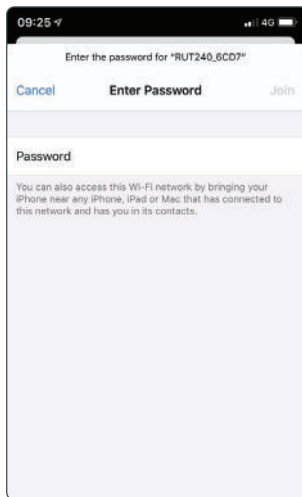 09:25 4G
Enter the password for "RUT240_6CD7"
Cancel Enter Password Join
Password
You can also access this Wi-Fi network by bringing your
iPhone near any iPhone, iPad or Mac that has connected to
this network and has you in its contacts.